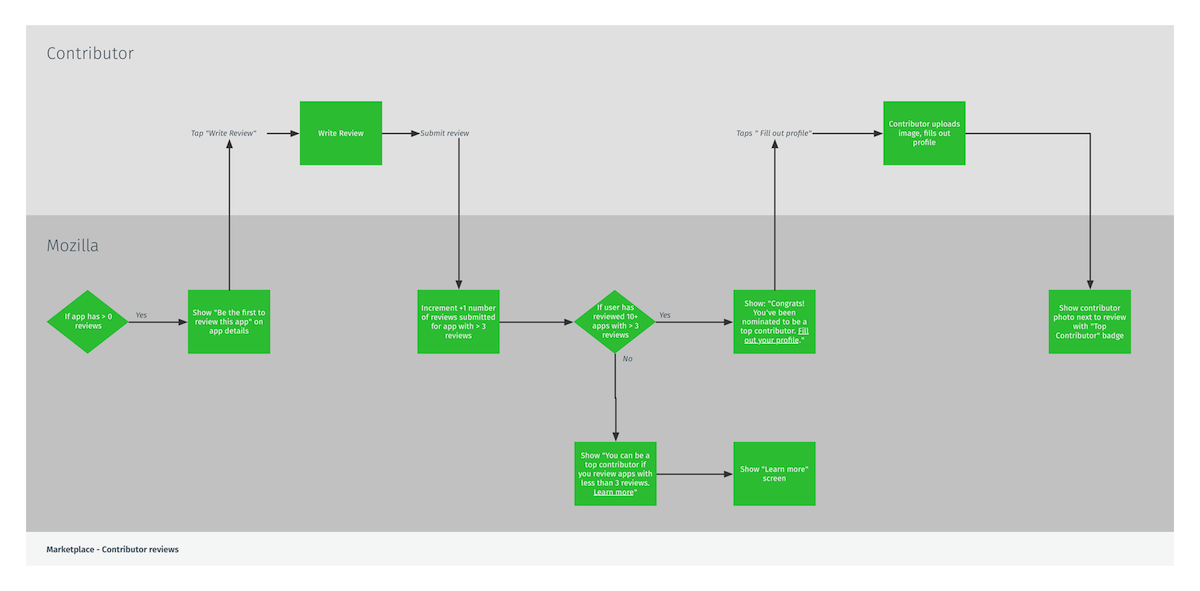 Contributor
Tap "Write Review"
Write Review
Submit review
Taps " Fill out profile"
Contributor uploads
image, fills out
profile
Mozilla
If app has > 0
reviews
Yes
Show "Be the first to
review this app" on
app details
Increment +1 number
of reviews submitted
for app with > 3
reviews
If user has
reviewed 10+
apps with > 3
reviews
Yes
No
Show: "Congrats!
You've been
nominated to be a
top contributor. Fill
out your profile."
Show contributor
photo next to review
with "Top
Contributor" badge
Show "You can be a
top contributor if
you review apps with
less than 3 reviews.
Learn more"
Show "Learn more"
screen
Marketplace - Contributor reviews